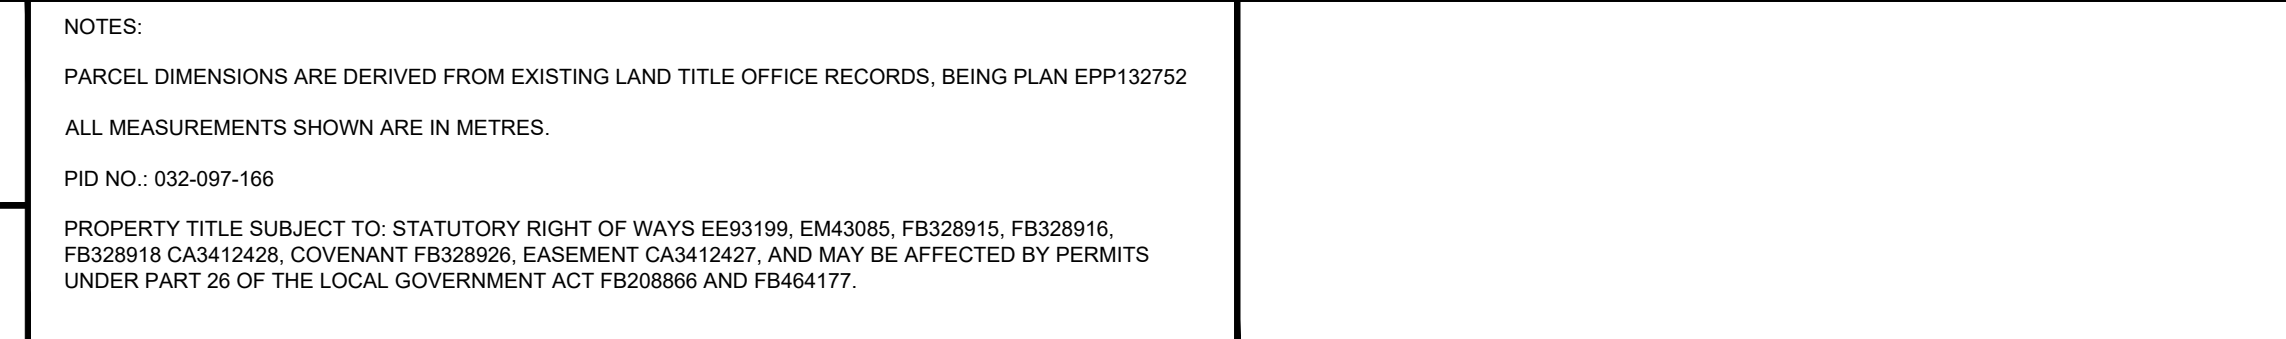 NOTES:
PARCEL DIMENSIONS ARE DERIVED FROM EXISTING LAND TITLE OFFICE RECORDS, BEING PLAN EPP132752
ALL MEASUREMENTS SHOWN ARE IN METRES.
PID NO.: 032-097-166
PROPERTY TITLE SUBJECT TO: STATUTORY RIGHT OF WAYS EE93199, EM43085, FB328915, FB328916,
FB328918 CA3412428, COVENANT FB328926, EASEMENT CA3412427, AND MAY BE AFFECTED BY PERMITS
UNDER PART 26 OF THE LOCAL GOVERNMENT ACT FB208866 AND FB464177.